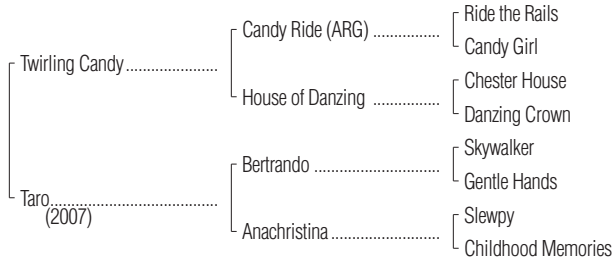 Ride the Rails
Candy Ride (ARG) ................
Candy Girl
Twirling Candy ......................
Chester House
House of Danzing ................
Danzing Crown
Skywalker
Bertrando ..............................
Gentle Hands
Taro........................................
(2007)
Slewpy
Anachristina ..........................
Childhood Memories